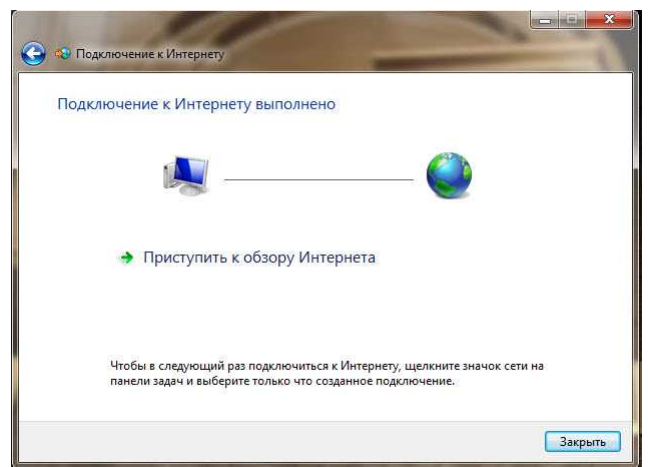 Подключение к Интернету
Подключение к Интернету выполнено
Приступить к обзору Интернета
Чтобы в следующий раз подключиться к Интернету, щелкните значок сети на
панели задач и выберите только что созданное подключение.
Закрыть